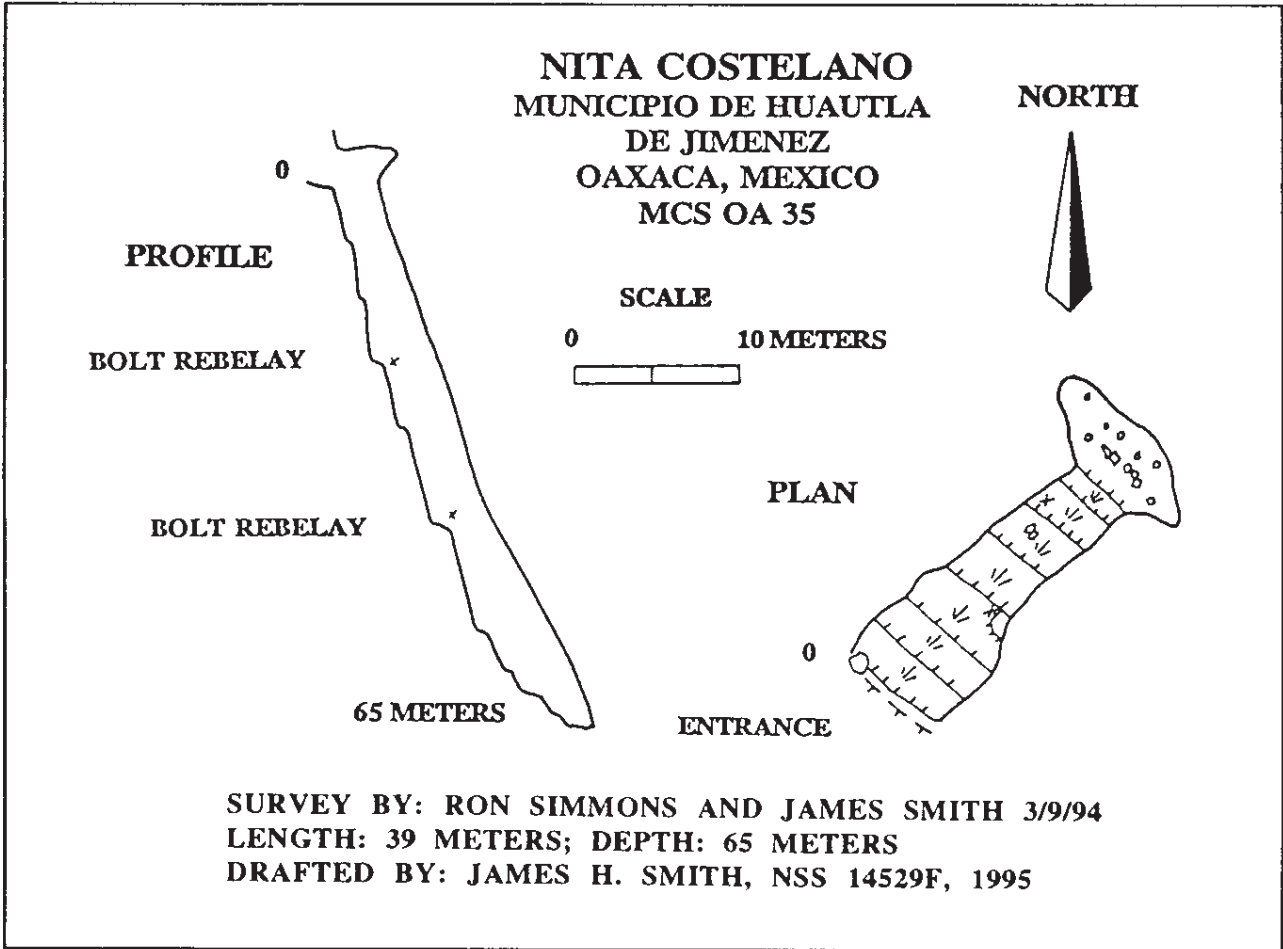 NITA COSTELANO
MUNICIPIO DE HUAUTLA
DE JIMENEZ
OAXACA, MEXICO
MCS OA 35
NORTH
0
PROFILE
SCALE
0 10 METERS
BOLT REBELAY
PLAN
BOLT REBELAY
0
65 METERS
ENTRANCE
SURVEY BY: RON SIMMONS AND JAMES SMITH 3/9/94
LENGTH: 39 METERS; DEPTH: 65 METERS
DRAFTED BY: JAMES H. SMITH, NSS 14529F, 1995